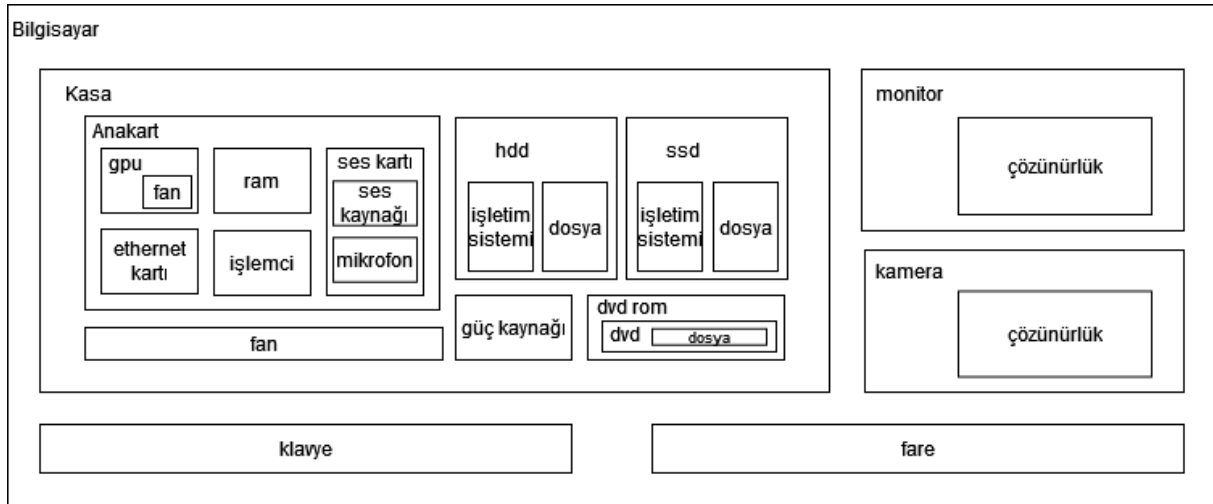 Bilgisayar
Kasa
Anakart
gpu
fan
ram
ses kartı
ses
kaynağı
mikrofon
ethernet
kartı
işlemci
fan
hdd
işletim
sistemi
dosya
ssd
işletim
sistemi
dosya
güç kaynağı
dvd rom
dvd
dosya
monitor
çözünürlük
kamera
çözünürlük
klavye
fare